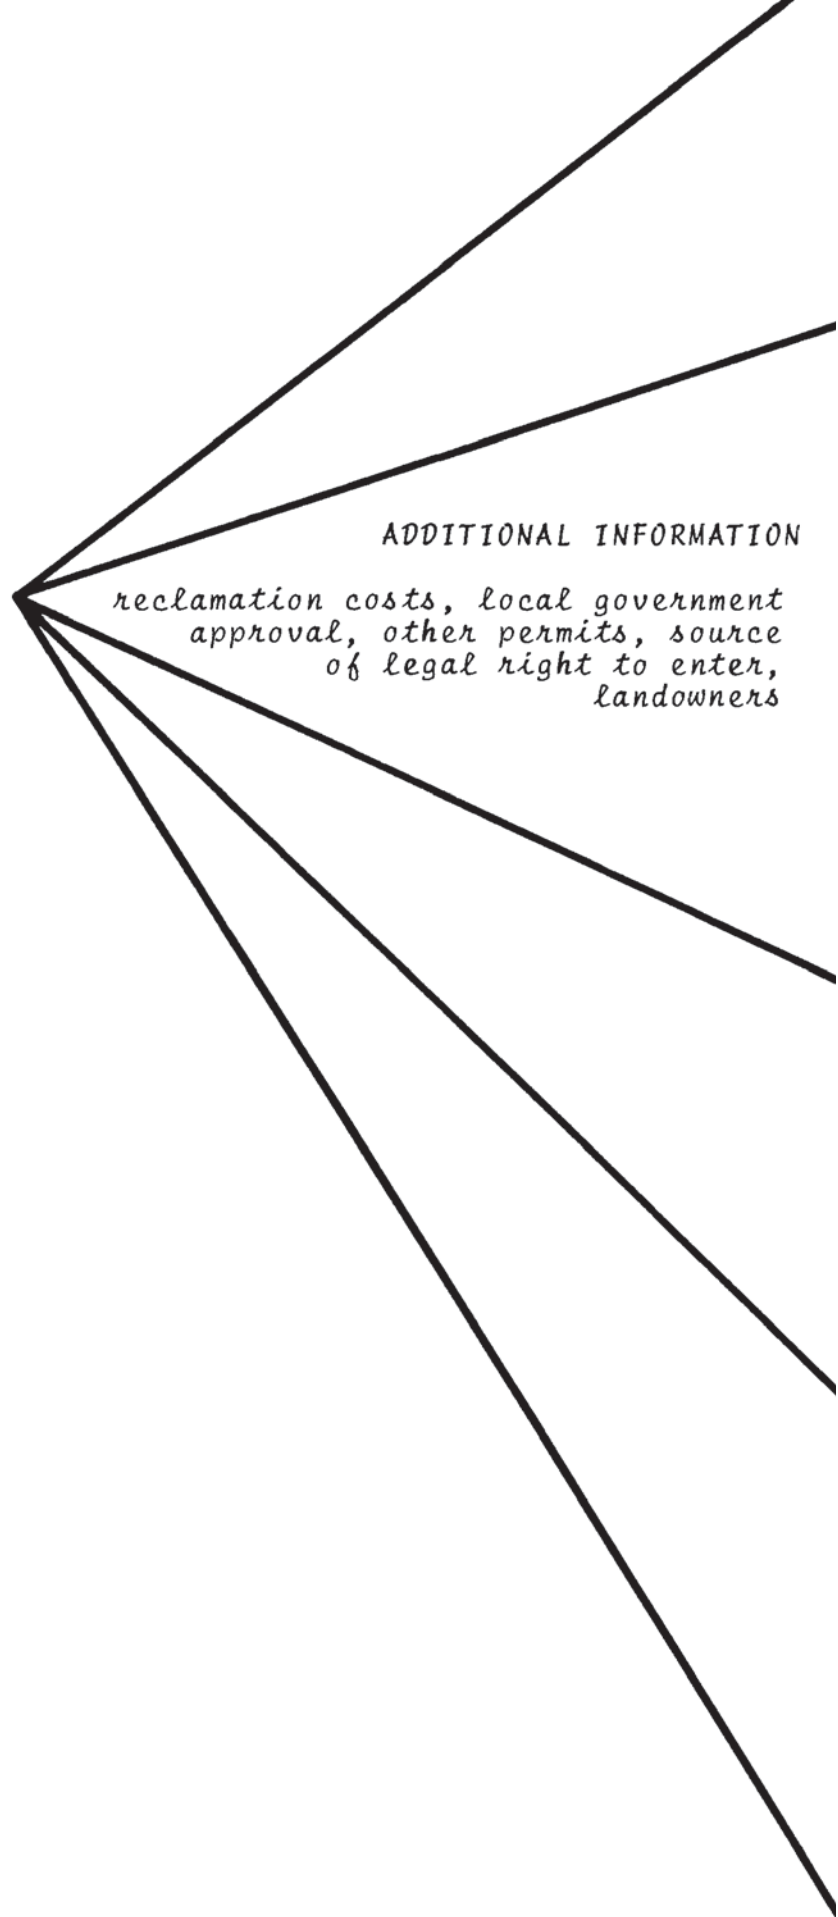 ADDITIONAL INFORMATION
reclamation costs, local government
approval, other permits, source
of legal right to enter,
landowners